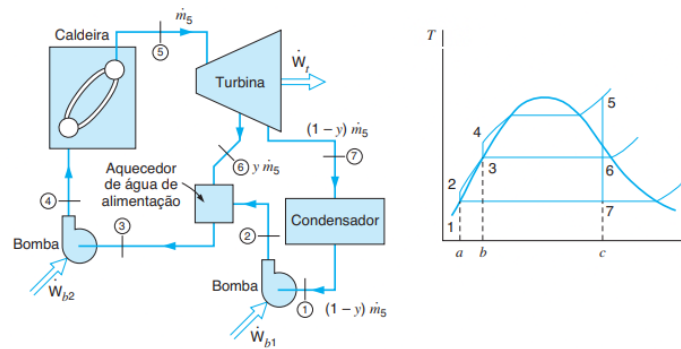 Caldeira
ṁ₅
5
Turbina
Ẇₜ
(1 − y) ṁ₅
6
y ṁ₅
7
Aquecedor
de água de
alimentação
Condensador
4
3
2
Bomba
Ẇb2
Bomba
1
(1 − y) ṁ₅
Ẇb1
T
5
4
3
6
2
7
1
a
b
c